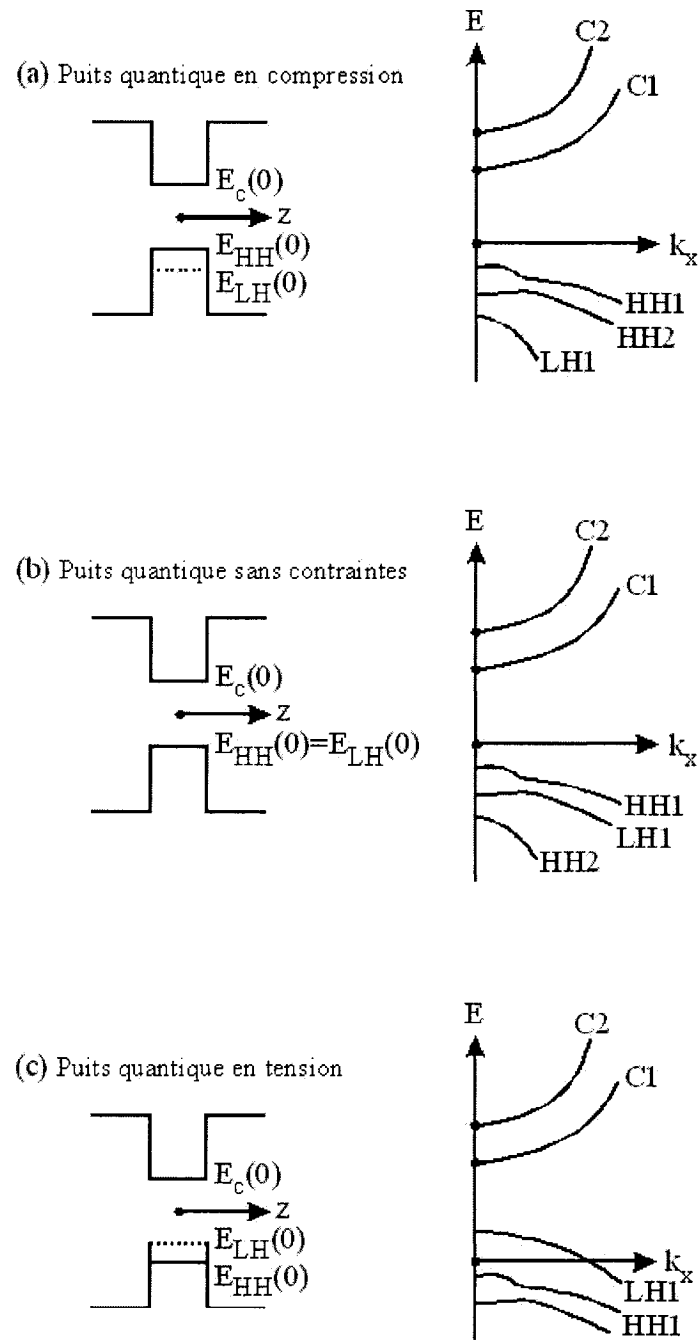 E
C2
(a) Puits quantique en compression
C1
E_c(0)
z
E_HH(0)
k_x
E_LH(0)
HH1
HH2
LH1
E
C2
(b) Puits quantique sans contraintes
C1
E_c(0)
z
E_HH(0)=E_LH(0)
k_x
HH1
LH1
HH2
E
C2
(c) Puits quantique en tension
C1
E_c(0)
z
E_LH(0)
k_x
E_HH(0)
LH1
HH1